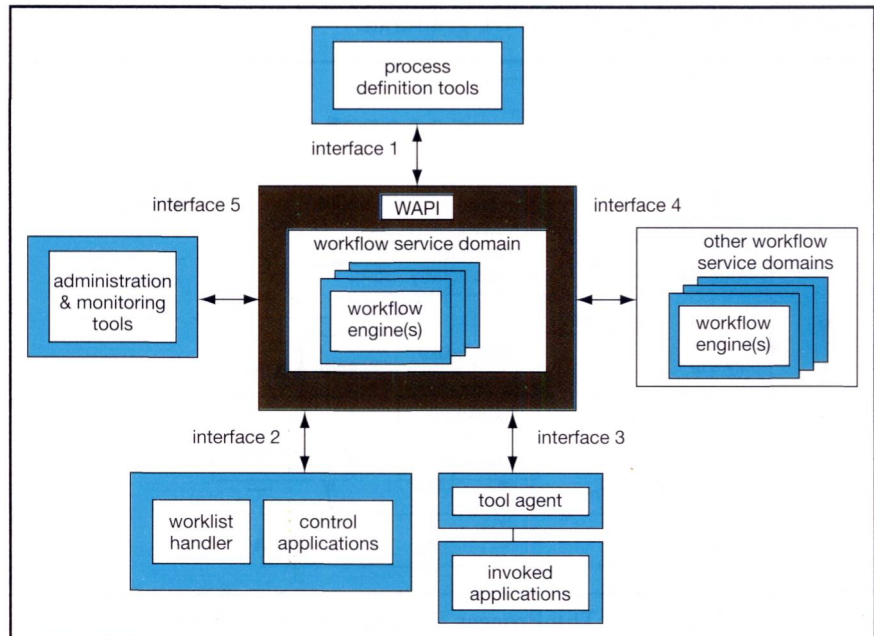 process
definition tools
interface 1
interface 5
WAPI
interface 4
workflow service domain
workflow
engine(s)
other workflow
service domains
workflow
engine(s)
administration
& monitoring
tools
interface 2
interface 3
worklist
handler
control
applications
tool agent
invoked
applications